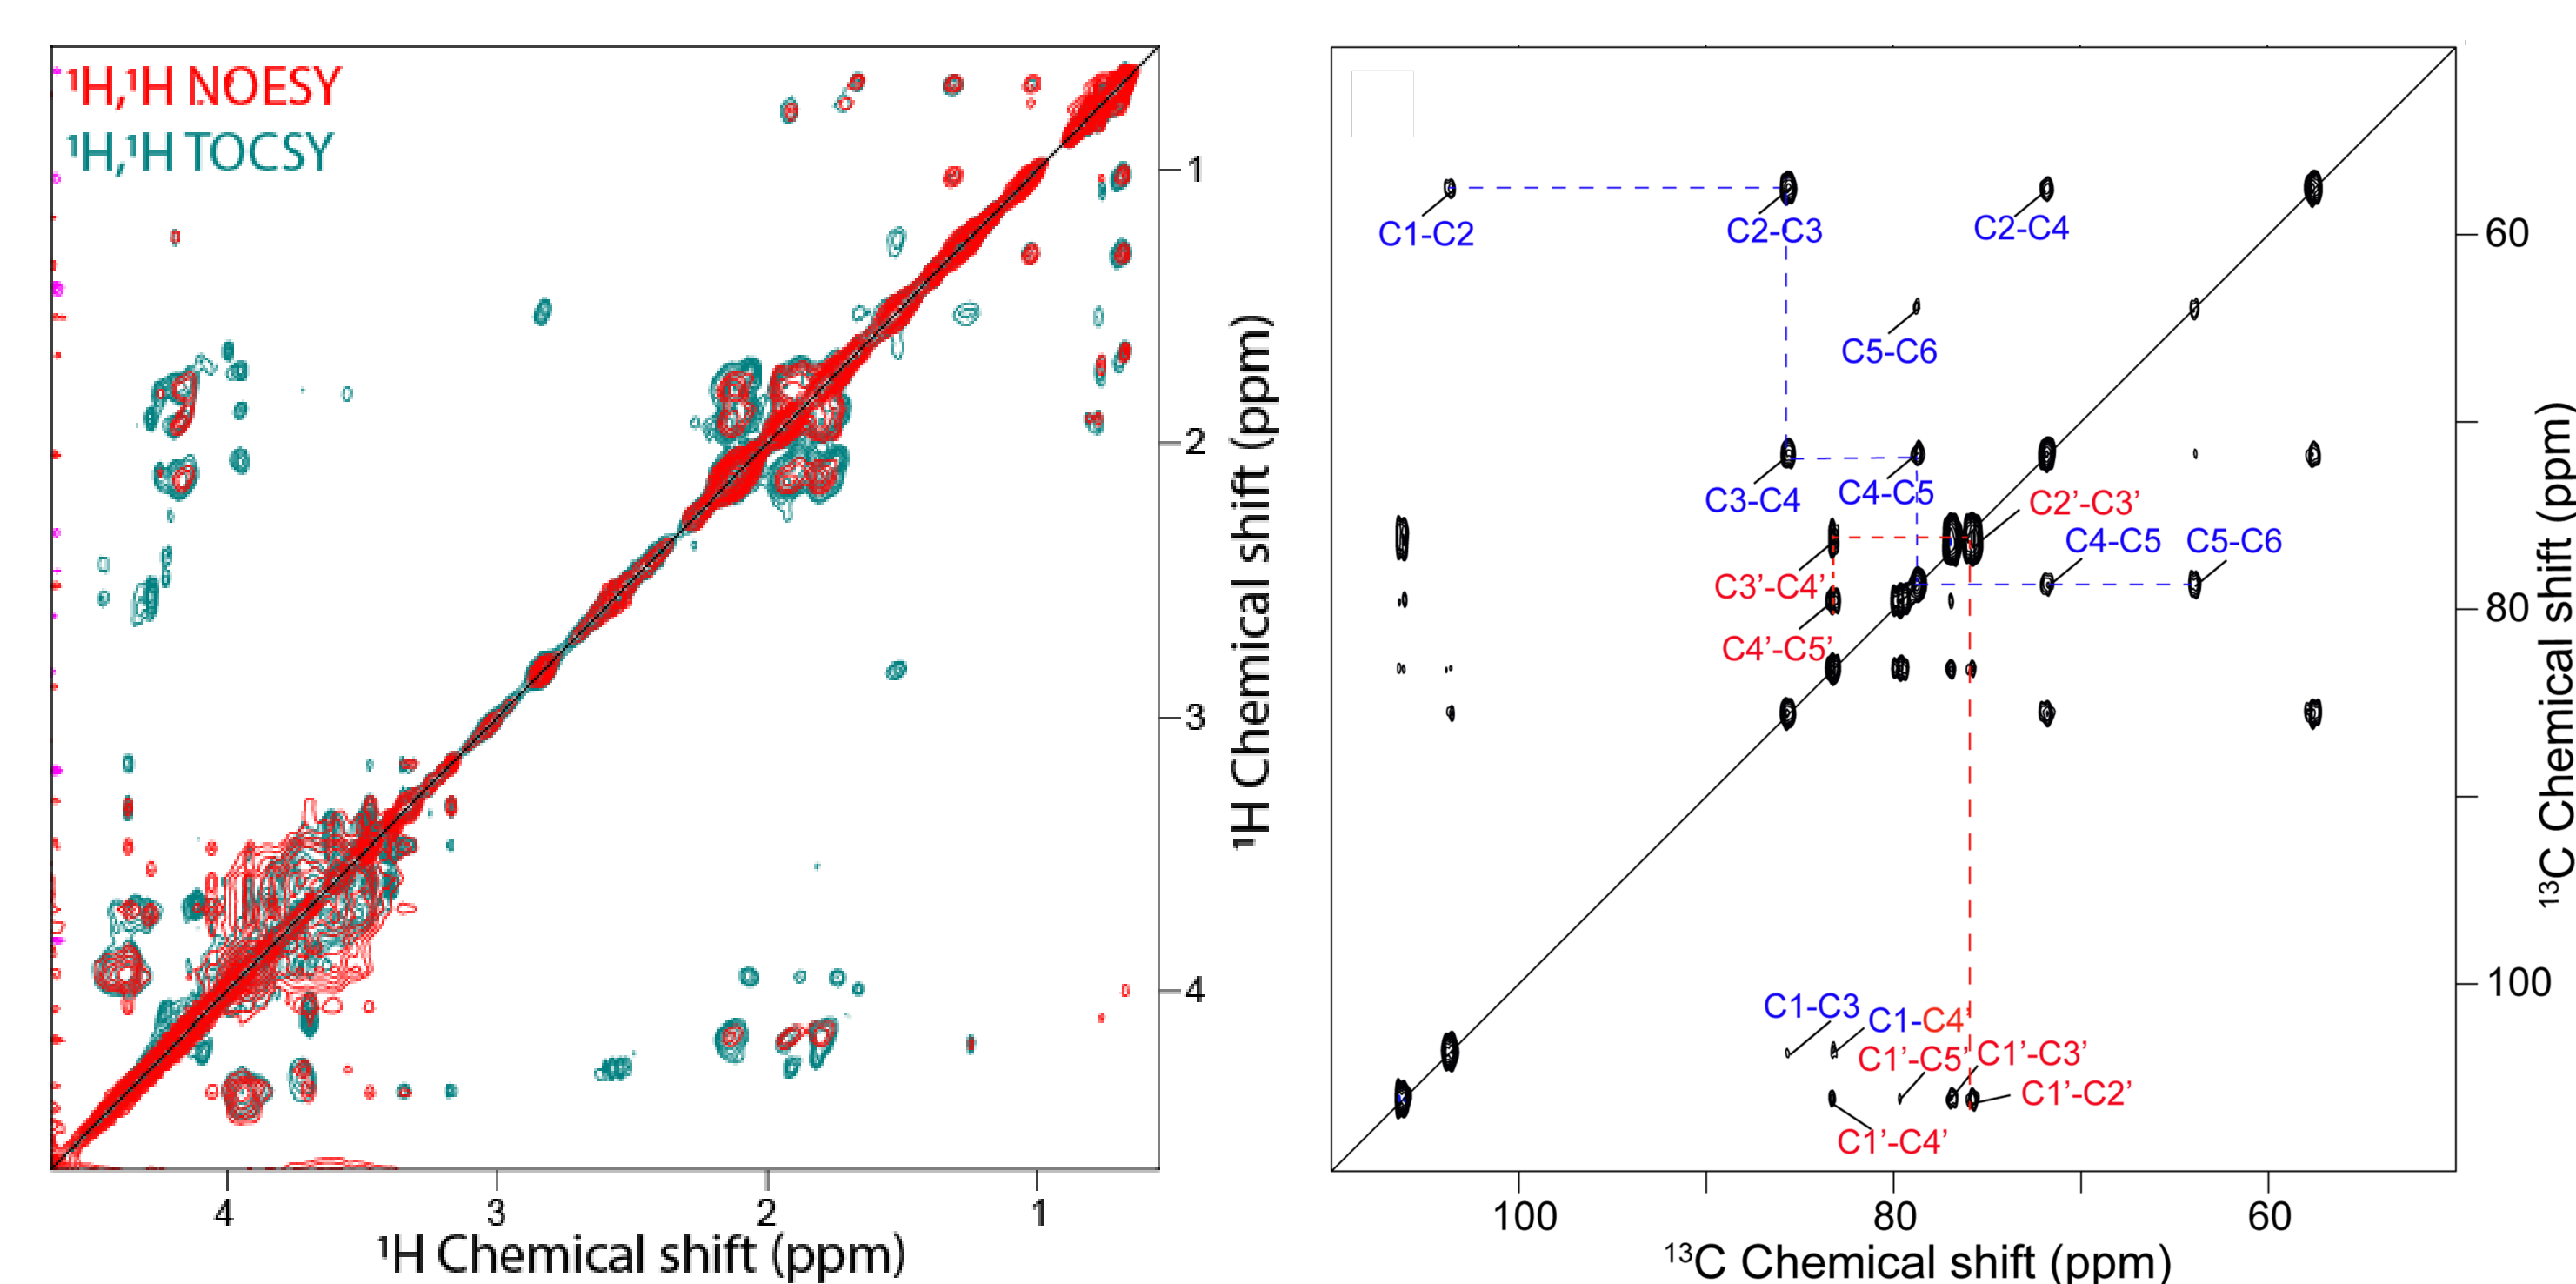 ¹H,¹H NOESY
¹H,¹H TOCSY
1
2
3
4
¹H Chemical shift (ppm)
4 3 2 1
¹H Chemical shift (ppm)
C1-C2
C2-C3
C2-C4
60
C5-C6
C3-C4
C4-C5
C2'-C3'
C4-C5
C5-C6
C3'-C4'
80
C4'-C5'
100
C1-C3
C1-C4'
C1'-C5'
C1'-C3'
C1'-C2'
C1'-C4'
¹³C Chemical shift (ppm)
100 80 60
¹³C Chemical shift (ppm)